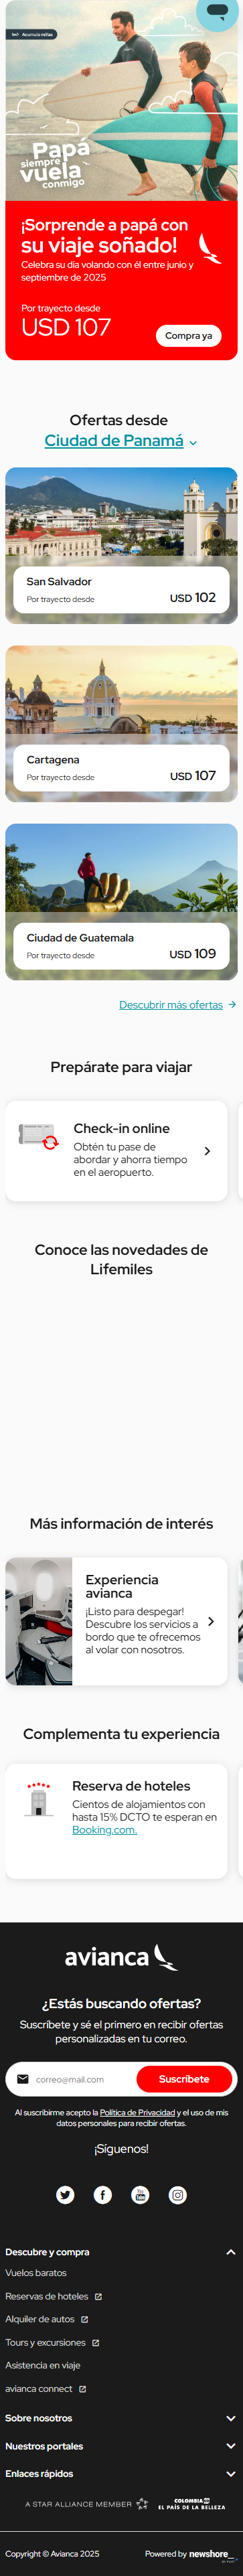 Acumula millas
Papá
siempre
vuela
conmigo
¡Sorprende a papá con
su viaje soñado!
Celebra su día volando con él entre junio y
septiembre de 2025
Por trayecto desde
USD 107
Compra ya
Ofertas desde
Ciudad de Panamá
San Salvador
Por trayecto desde
USD 102
Cartagena
Por trayecto desde
USD 107
Ciudad de Guatemala
Por trayecto desde
USD 109
Descubrir más ofertas
Prepárate para viajar
Check-in online
Obtén tu pase de
abordar y ahorra tiempo
en el aeropuerto.
Conoce las novedades de
Lifemiles
Más información de interés
Experiencia
avianca
¡Listo para despegar!
Descubre los servicios a
bordo que te ofrecemos
al volar con nosotros.
Complementa tu experiencia
Reserva de hoteles
Cientos de alojamientos con
hasta 15% DCTO te esperan en
Booking.com.
avianca
¿Estás buscando ofertas?
Suscríbete y sé el primero en recibir ofertas
personalizadas en tu correo.
correo@mail.com
Suscríbete
Al suscribirme acepto la Política de Privacidad y el uso de mis
datos personales para recibir ofertas.
¡Síguenos!
Descubre y compra
Vuelos baratos
Reservas de hoteles
Alquiler de autos
Tours y excursiones
Asistencia en viaje
avianca connect
Sobre nosotros
Nuestros portales
Enlaces rápidos
A STAR ALLIANCE MEMBER
COLOMBIA
EL PAÍS DE LA BELLEZA
Copyright © Avianca 2025
Powered by newshore_